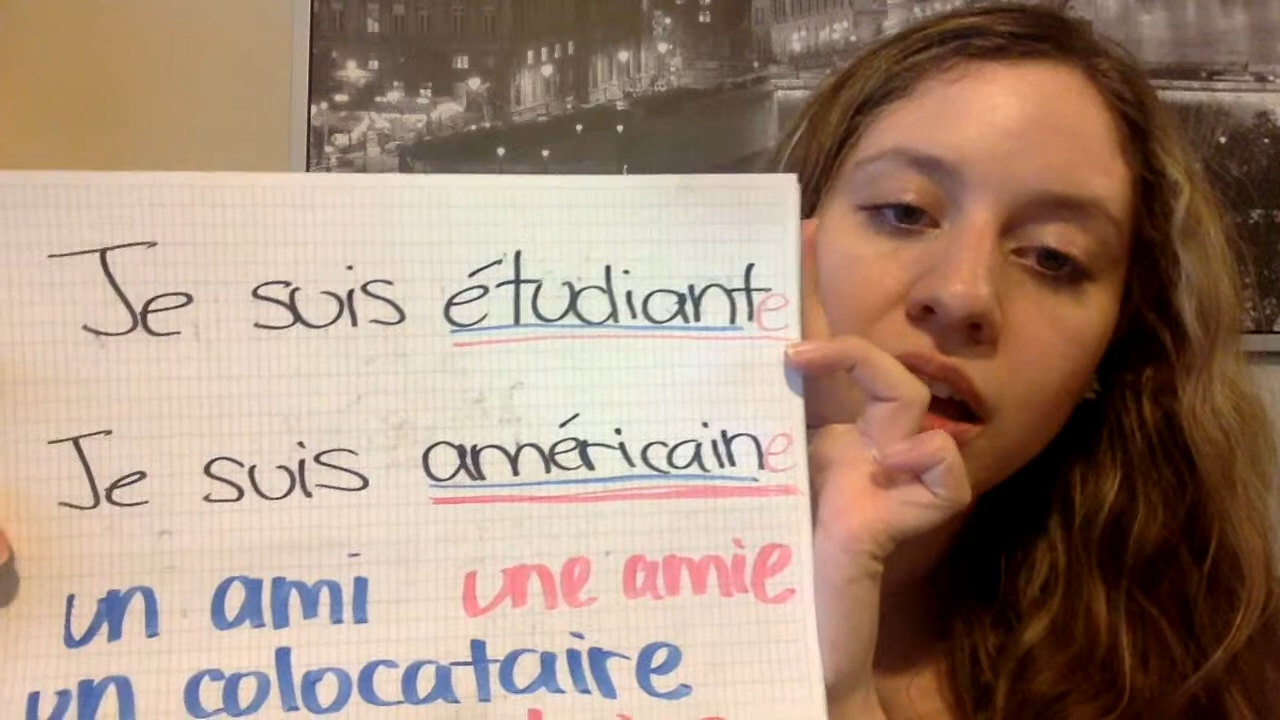 Je suis étudiante
Je suis américaine
un ami une amie
un colocataire